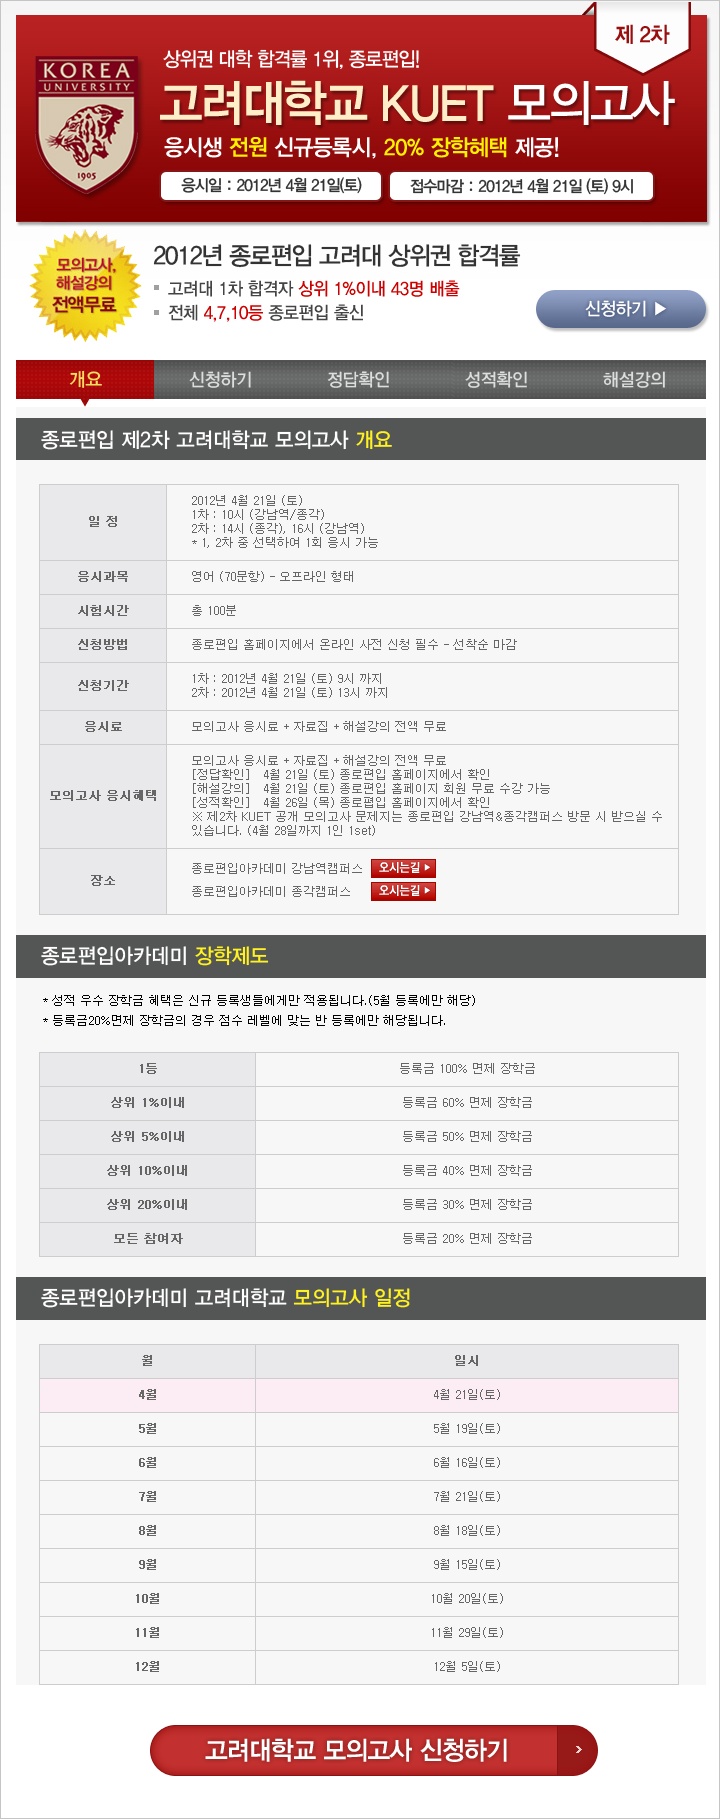 제 2차
KOREA
UNIVERSITY
1905
상위권 대학 합격률 1위, 종로편입!
고려대학교 KUET 모의고사
응시생 전원 신규등록시, 20% 장학혜택 제공!
응시일 : 2012년 4월 21일(토)
접수마감 : 2012년 4월 21일 (토) 9시
모의고사,
해설강의
전액무료
2012년 종로편입 고려대 상위권 합격률
고려대 1차 합격자 상위 1%이내 43명 배출
전체 4,7,10등 종로편입 출신
신청하기 ▶
개요 신청하기 정답확인 성적확인 해설강의
종로편입 제2차 고려대학교 모의고사 개요
일 정
2012년 4월 21일 (토)
1차 : 10시 (강남역/종각)
2차 : 14시 (종각), 16시 (강남역)
* 1, 2차 중 선택하여 1회 응시 가능
응시과목 영어 (70문항) - 오프라인 형태
시험시간 총 100분
신청방법 종로편입 홈페이지에서 온라인 사전 신청 필수 - 선착순 마감
신청기간
1차 : 2012년 4월 21일 (토) 9시 까지
2차 : 2012년 4월 21일 (토) 13시 까지
응시료 모의고사 응시료 + 자료집 + 해설강의 전액 무료
모의고사 응시혜택
모의고사 응시료 + 자료집 + 해설강의 전액 무료
[정답확인] 4월 21일 (토) 종로편입 홈페이지에서 확인
[해설강의] 4월 21일 (토) 종로편입 홈페이지 회원 무료 수강 가능
[성적확인] 4월 26일 (목) 종로편입 홈페이지에서 확인
※ 제2차 KUET 공개 모의고사 문제지는 종로편입 강남역&종각캠퍼스 방문 시 받으실 수
있습니다. (4월 28일까지 1인 1set)
장소
종로편입아카데미 강남역캠퍼스 오시는길 ▶
종로편입아카데미 종각캠퍼스 오시는길 ▶
종로편입아카데미 장학제도
* 성적 우수 장학금 혜택은 신규 등록생들에게만 적용됩니다.(5월 등록에만 해당)
* 등록금20%면제 장학금의 경우 점수 레벨에 맞는 반 등록에만 해당됩니다.
1등 등록금 100% 면제 장학금
상위 1%이내 등록금 60% 면제 장학금
상위 5%이내 등록금 50% 면제 장학금
상위 10%이내 등록금 40% 면제 장학금
상위 20%이내 등록금 30% 면제 장학금
모든 참여자 등록금 20% 면제 장학금
종로편입아카데미 고려대학교 모의고사 일정
월 일시
4월 4월 21일(토)
5월 5월 19일(토)
6월 6월 16일(토)
7월 7월 21일(토)
8월 8월 18일(토)
9월 9월 15일(토)
10월 10월 20일(토)
11월 11월 29일(토)
12월 12월 5일(토)
고려대학교 모의고사 신청하기 >